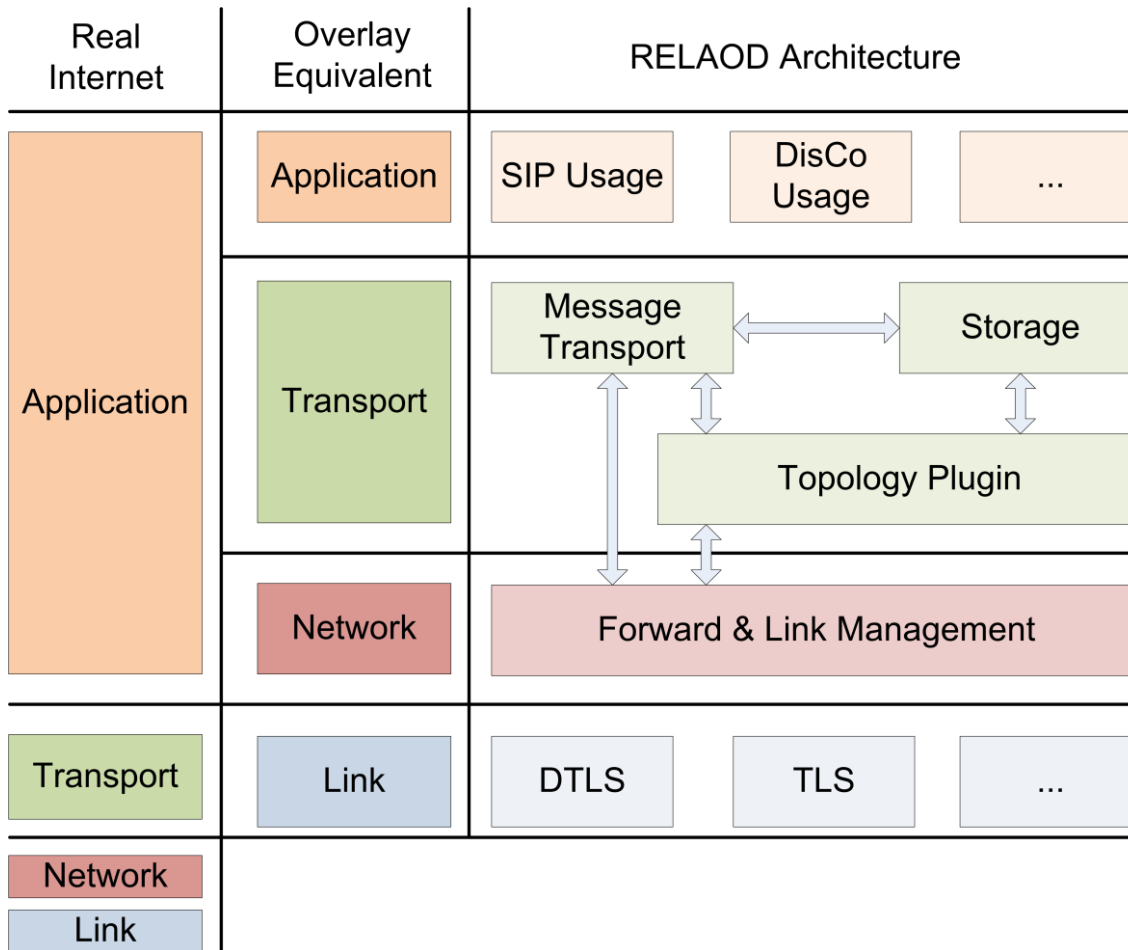 Real
Internet
Overlay
Equivalent
RELAOD Architecture
Application
Application
SIP Usage
DisCo
Usage
...
Transport
Message
Transport
Storage
Topology Plugin
Network
Forward & Link Management
Transport
Link
DTLS
TLS
...
Network
Link